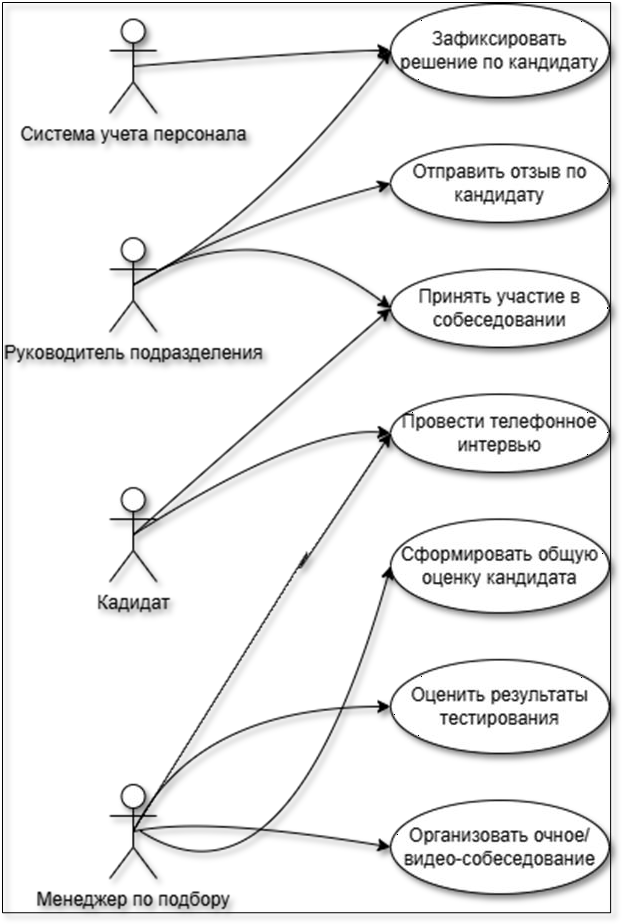 Зафиксировать
решение по кандидату
Система учета персонала
Отправить отзыв по
кандидату
Принять участие в
собеседовании
Руководитель подразделения
Провести телефонное
интервью
Сформировать общую
оценку кандидата
Кадидат
Оценить результаты
тестирования
Организовать очное/
видео-собеседование
Менеджер по подбору